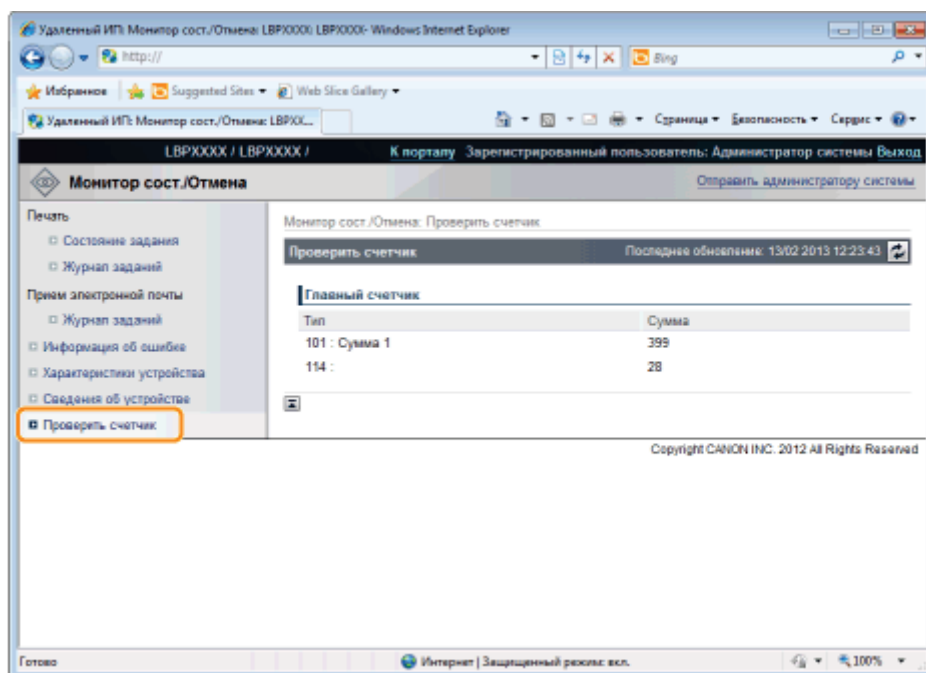 Удаленный ИП: Монитор сост./Отмена: LBPXXXX: LBPXXXX- Windows Internet Explorer
http://
Bing
Избранное Suggested Sites Web Slice Gallery
Удаленный ИП: Монитор сост./Отмена: LBPXX... Страница Безопасность Сервис
LBPXXXX / LBPXXXX / К порталу Зарегистрированный пользователь: Администратор системы Выход
Монитор сост./Отмена Отправить администратору системы
Печать
Состояние задания
Журнал заданий
Прием электронной почты
Журнал заданий
Информация об ошибке
Характеристики устройства
Сведения об устройстве
Проверить счетчик
Монитор сост./Отмена: Проверить счетчик
Проверить счетчик Последнее обновление: 13/02 2013 12:23:43
Главный счетчик
Тип Сумма
101 : Сумма 1 399
114 : 28
Copyright CANON INC. 2012 All Rights Reserved
Готово Интернет | Защищенный режим: вкл. 100%